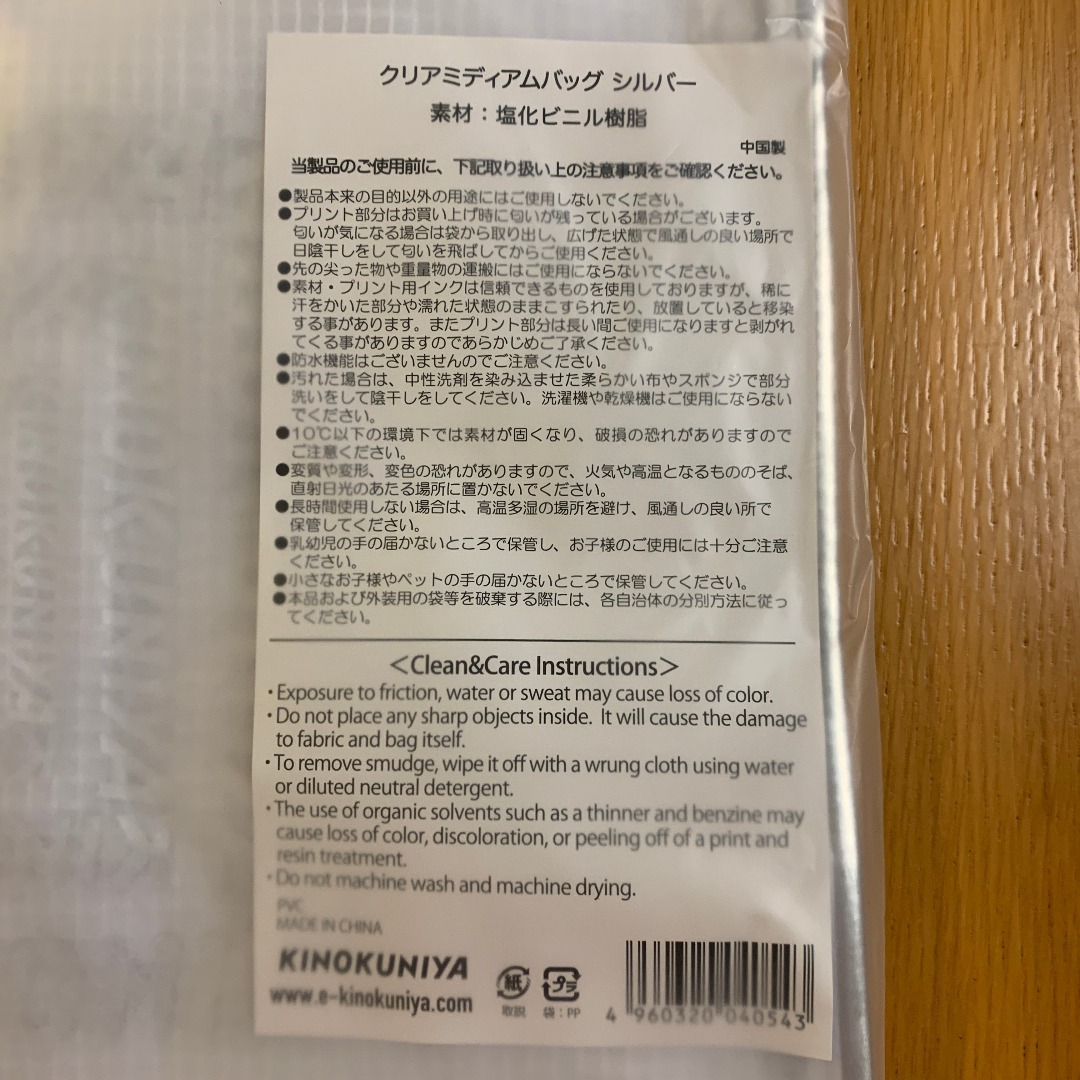 クリアミディアムバッグ シルバー
素材：塩化ビニル樹脂
中国製
当製品のご使用前に、下記取り扱い上の注意事項をご確認ください。
●製品本来の目的以外の用途にはご使用しないでください。
●プリント部分はお買い上げ時に匂いが残っている場合がございます。
匂いが気になる場合は袋から取り出し、広げた状態で風通しの良い場所で
日陰干しをして匂いを飛ばしてからご使用ください。
●先の尖った物や重量物の運搬にはご使用にならないでください。
●素材・プリント用インクは信頼できるものを使用しておりますが、稀に
汗をかいた部分や濡れた状態のままこすられたり、放置していると移染
する事があります。またプリント部分は長い間ご使用になりますと剥がれ
てくる事がありますのであらかじめご了承ください。
●防水機能はございませんのでご注意ください。
●汚れた場合は、中性洗剤を染み込ませた柔らかい布やスポンジで部分
洗いをして陰干しをしてください。洗濯機や乾燥機はご使用にならない
でください。
●10℃以下の環境下では素材が固くなり、破損の恐れがありますので
ご注意ください。
●変質や変形、変色の恐れがありますので、火気や高温となるもののそば、
直射日光のあたる場所に置かないでください。
●長時間使用しない場合は、高温多湿の場所を避け、風通しの良い所で
保管してください。
●乳幼児の手の届かないところで保管し、お子様のご使用には十分ご注意
ください。
●小さなお子様やペットの手の届かないところで保管してください。
●本品および外装用の袋等を破棄する際には、各自治体の分別方法に従っ
てください。
＜Clean&Care Instructions＞
・Exposure to friction, water or sweat may cause loss of color.
・Do not place any sharp objects inside. It will cause the damage
to fabric and bag itself.
・To remove smudge, wipe it off with a wrung cloth using water
or diluted neutral detergent.
・The use of organic solvents such as a thinner and benzine may
cause loss of color, discoloration, or peeling off of a print and
resin treatment.
・Do not machine wash and machine drying.
PVC
MADE IN CHINA
KINOKUNIYA
www.e-kinokuniya.com
紙
取説
プラ
袋：PP
4 960320 040543